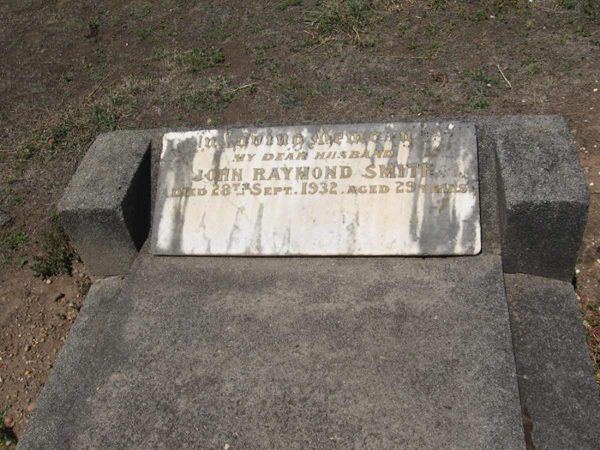 In Loving Memory of
MY DEAR HUSBAND
JOHN RAYMOND SMITH
DIED 28TH SEPT. 1932. AGED 29 YEARS.